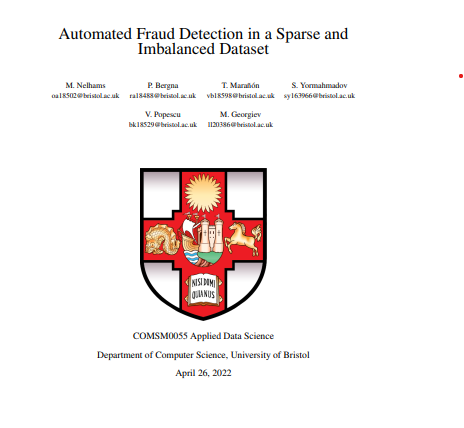 Automated Fraud Detection in a Sparse and
Imbalanced Dataset
M. Nelhams P. Bergna T. Marañón S. Yormahmadov
oa18502@bristol.ac.uk ra18488@bristol.ac.uk vb18598@bristol.ac.uk sy163966@bristol.ac.uk
V. Popescu M. Georgiev
bk18529@bristol.ac.uk ll20386@bristol.ac.uk
NISI DOMI
QUIANUS
COMSM0055 Applied Data Science
Department of Computer Science, University of Bristol
April 26, 2022